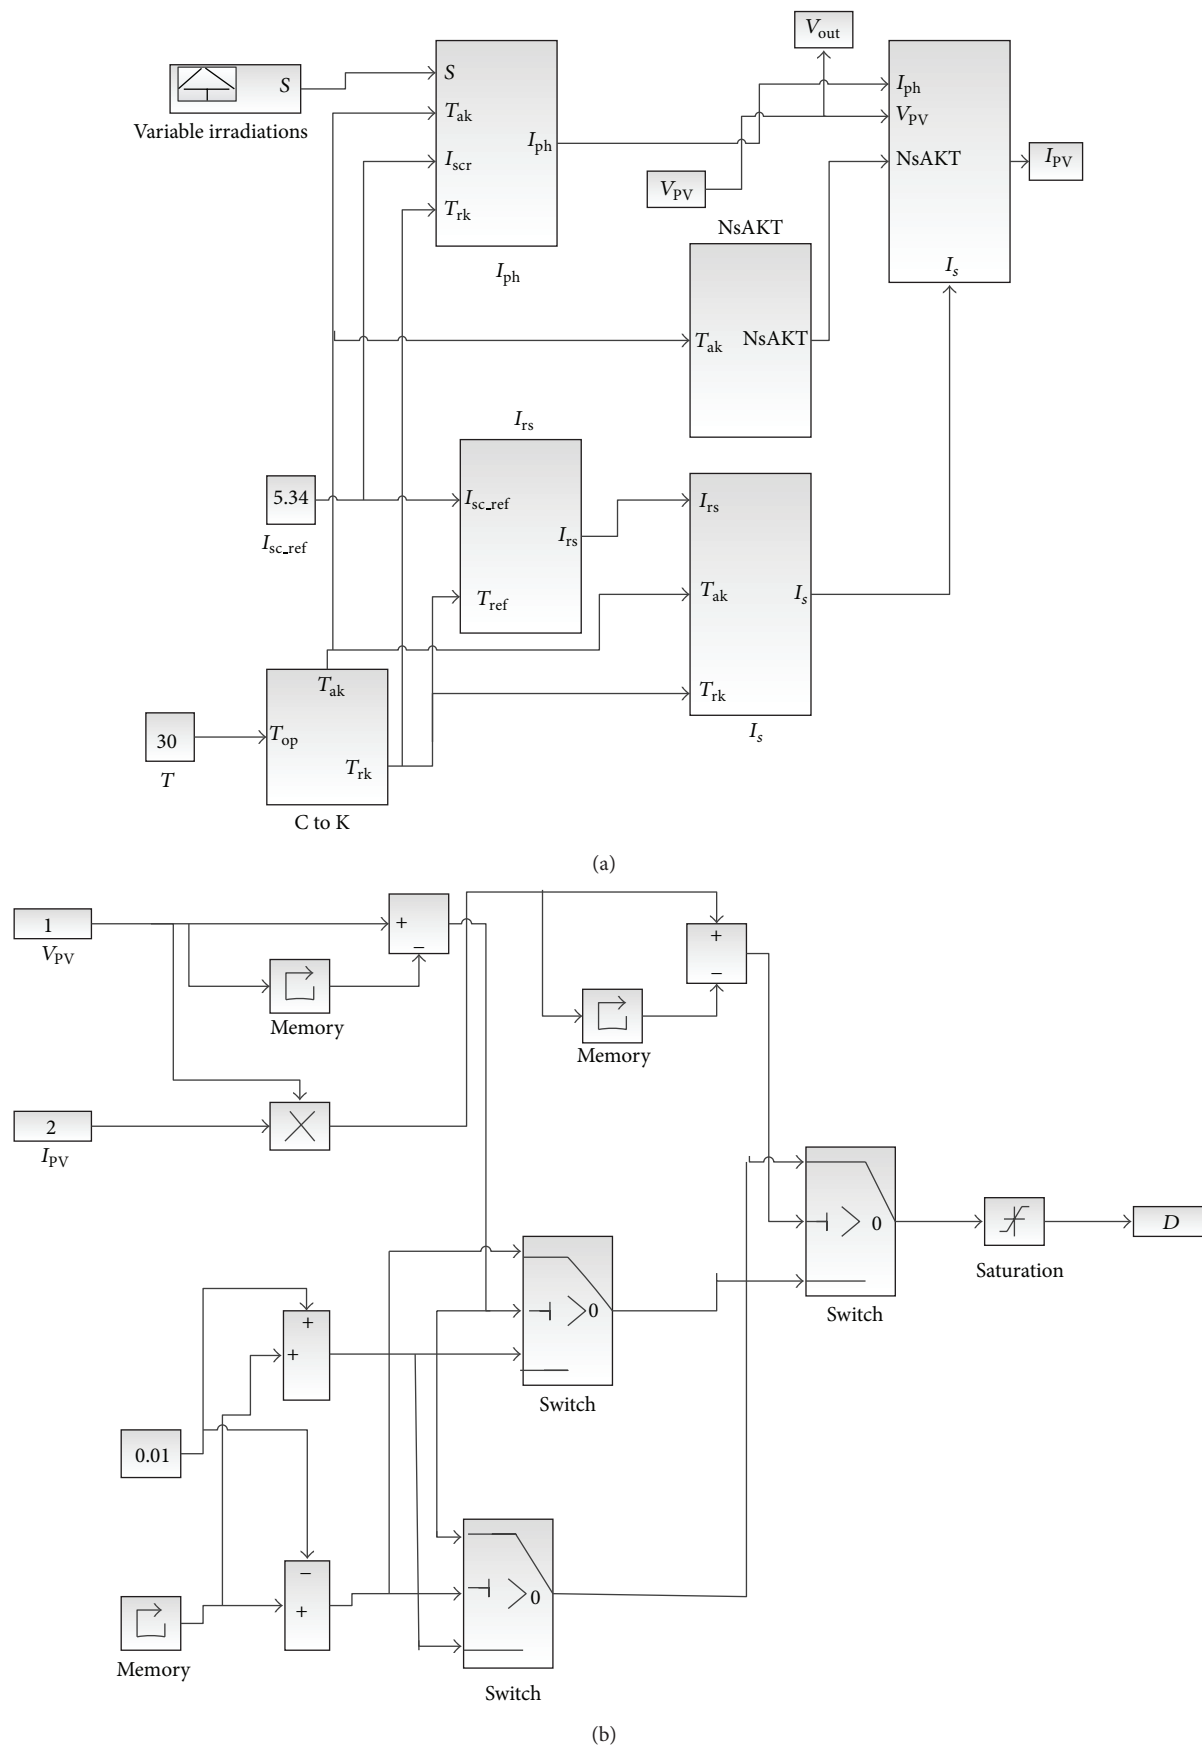 V_out
S
Variable irradiations
S
T_ak
I_scr
T_rk
I_ph
I_ph
V_PV
I_ph
V_PV
NsAKT
I_s
I_PV
NsAKT
T_ak
NsAKT
I_rs
5.34
I_sc_ref
I_sc_ref
I_rs
T_ref
I_rs
T_ak
I_s
T_rk
I_s
30
T
T_ak
T_op
T_rk
C to K
(a)
1
V_PV
+
−
Memory
+
−
Memory
2
I_PV
> 0
Switch
Saturation
D
> 0
Switch
+
+
0.01
−
+
Memory
> 0
Switch
(b)